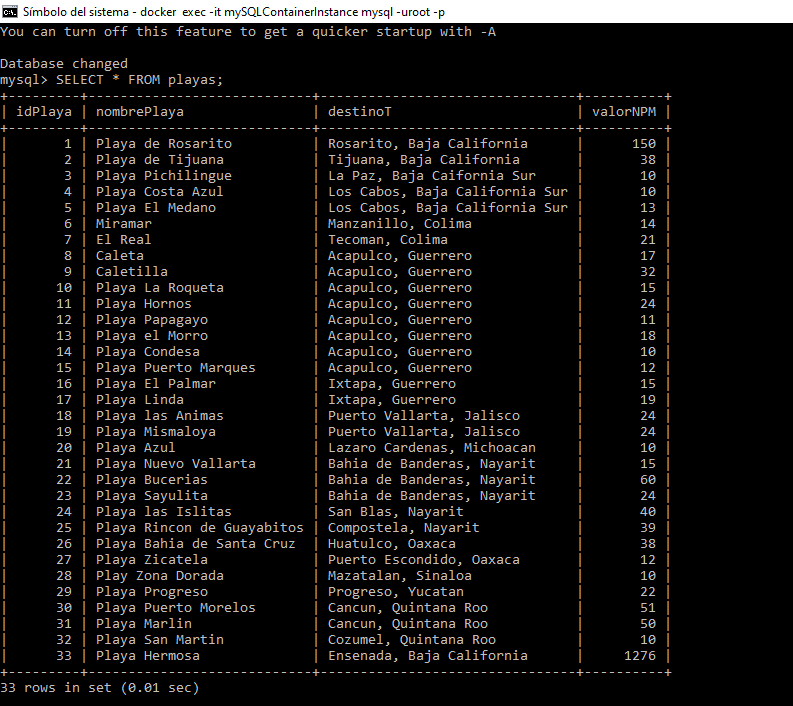 Símbolo del sistema - docker exec -it mySQLContainerInstance mysql -uroot -p
You can turn off this feature to get a quicker startup with -A
Database changed
mysql> SELECT * FROM playas;
+---------+----------------------------+--------------------------------+----------+
| idPlaya | nombrePlaya                | destinoT                       | valorNPM |
+---------+----------------------------+--------------------------------+----------+
|       1 | Playa de Rosarito          | Rosarito, Baja California      |      150 |
|       2 | Playa de Tijuana           | Tijuana, Baja California       |       38 |
|       3 | Playa Pichilingue          | La Paz, Baja Caifornia Sur     |       10 |
|       4 | Playa Costa Azul           | Los Cabos, Baja California Sur |       10 |
|       5 | Playa El Medano            | Los Cabos, Baja California Sur |       13 |
|       6 | Miramar                    | Manzanillo, Colima             |       14 |
|       7 | El Real                    | Tecoman, Colima                |       21 |
|       8 | Caleta                     | Acapulco, Guerrero             |       17 |
|       9 | Caletilla                  | Acapulco, Guerrero             |       32 |
|      10 | Playa La Roqueta           | Acapulco, Guerrero             |       15 |
|      11 | Playa Hornos               | Acapulco, Guerrero             |       24 |
|      12 | Playa Papagayo             | Acapulco, Guerrero             |       11 |
|      13 | Playa el Morro             | Acapulco, Guerrero             |       18 |
|      14 | Playa Condesa              | Acapulco, Guerrero             |       10 |
|      15 | Playa Puerto Marques       | Acapulco, Guerrero             |       12 |
|      16 | Playa El Palmar            | Ixtapa, Guerrero               |       15 |
|      17 | Playa Linda                | Ixtapa, Guerrero               |       19 |
|      18 | Playa las Animas           | Puerto Vallarta, Jalisco       |       24 |
|      19 | Playa Mismaloya            | Puerto Vallarta, Jalisco       |       24 |
|      20 | Playa Azul                 | Lazaro Cardenas, Michoacan     |       10 |
|      21 | Playa Nuevo Vallarta       | Bahia de Banderas, Nayarit     |       15 |
|      22 | Playa Bucerias             | Bahia de Banderas, Nayarit     |       60 |
|      23 | Playa Sayulita             | Bahia de Banderas, Nayarit     |       24 |
|      24 | Playa las Islitas          | San Blas, Nayarit              |       40 |
|      25 | Playa Rincon de Guayabitos | Compostela, Nayarit            |       39 |
|      26 | Playa Bahia de Santa Cruz  | Huatulco, Oaxaca               |       38 |
|      27 | Playa Zicatela             | Puerto Escondido, Oaxaca       |       12 |
|      28 | Play Zona Dorada           | Mazatalan, Sinaloa             |       10 |
|      29 | Playa Progreso             | Progreso, Yucatan              |       22 |
|      30 | Playa Puerto Morelos       | Cancun, Quintana Roo           |       51 |
|      31 | Playa Marlin               | Cancun, Quintana Roo           |       50 |
|      32 | Playa San Martin           | Cozumel, Quintana Roo          |       10 |
|      33 | Playa Hermosa              | Ensenada, Baja California      |     1276 |
+---------+----------------------------+--------------------------------+----------+
33 rows in set (0.01 sec)